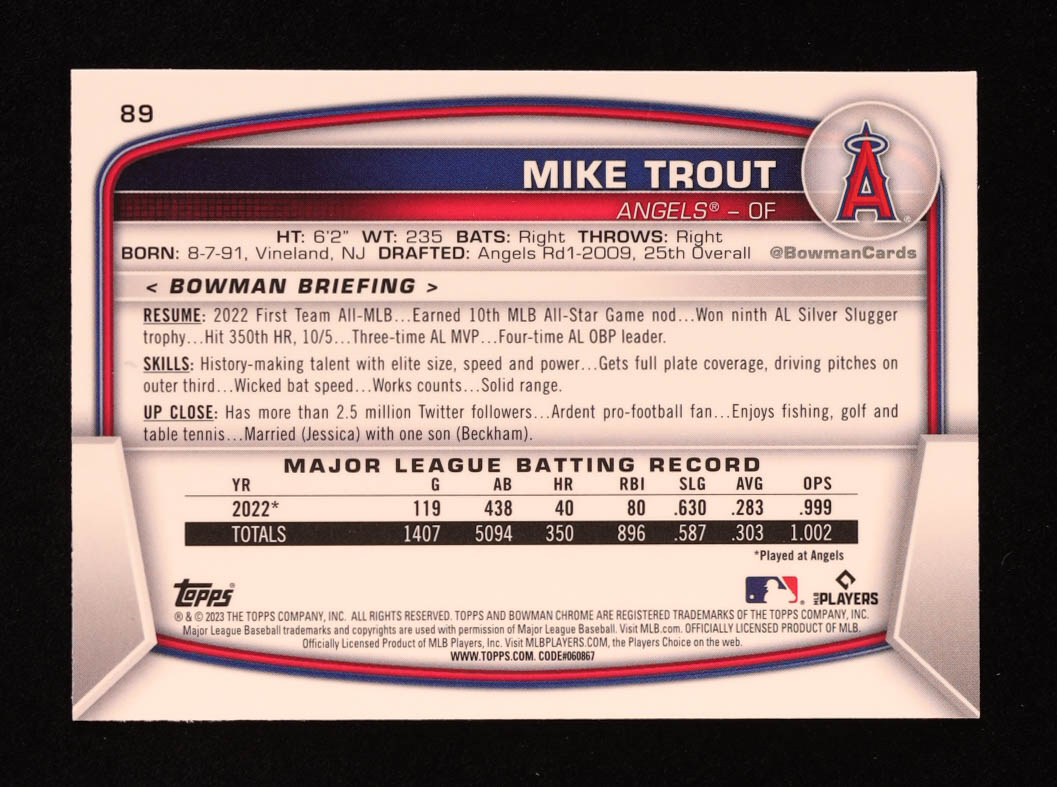 89
MIKE TROUT
A
ANGELS® – OF
HT: 6'2" WT: 235 BATS: Right THROWS: Right
BORN: 8-7-91, Vineland, NJ DRAFTED: Angels Rd1-2009, 25th Overall @BowmanCards
< BOWMAN BRIEFING >
RESUME: 2022 First Team All-MLB...Earned 10th MLB All-Star Game nod...Won ninth AL Silver Slugger
trophy...Hit 350th HR, 10/5...Three-time AL MVP...Four-time AL OBP leader.
SKILLS: History-making talent with elite size, speed and power...Gets full plate coverage, driving pitches on
outer third...Wicked bat speed...Works counts...Solid range.
UP CLOSE: Has more than 2.5 million Twitter followers...Ardent pro-football fan...Enjoys fishing, golf and
table tennis...Married (Jessica) with one son (Beckham).
MAJOR LEAGUE BATTING RECORD
YR G AB HR RBI SLG AVG OPS
2022* 119 438 40 80 .630 .283 .999
TOTALS 1407 5094 350 896 .587 .303 1.002
*Played at Angels
Topps® MLB PLAYERS
® & © 2023 THE TOPPS COMPANY, INC. ALL RIGHTS RESERVED. TOPPS AND BOWMAN CHROME ARE REGISTERED TRADEMARKS OF THE TOPPS COMPANY, INC.
Major League Baseball trademarks and copyrights are used with permission of Major League Baseball. Visit MLB.com. OFFICIALLY LICENSED PRODUCT OF MLB.
Officially Licensed Product of MLB Players, Inc. Visit MLBPLAYERS.COM, the Players Choice on the web.
WWW.TOPPS.COM. CODE#060867